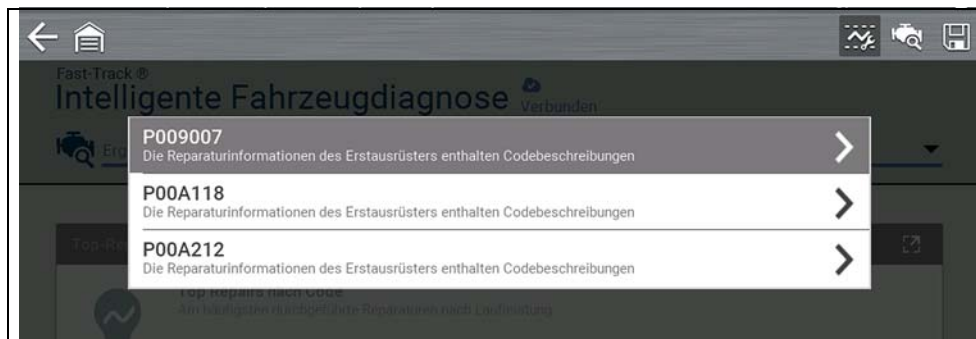 Fast-Track ®
Intelligente Fahrzeugdiagnose Verbunden
P009007
Die Reparaturinformationen des Erstausrüsters enthalten Codebeschreibungen
P00A118
Die Reparaturinformationen des Erstausrüsters enthalten Codebeschreibungen
P00A212
Die Reparaturinformationen des Erstausrüsters enthalten Codebeschreibungen
Top Repairs nach Code
Am häufigsten durchgeführte Reparaturen nach Laufleistung